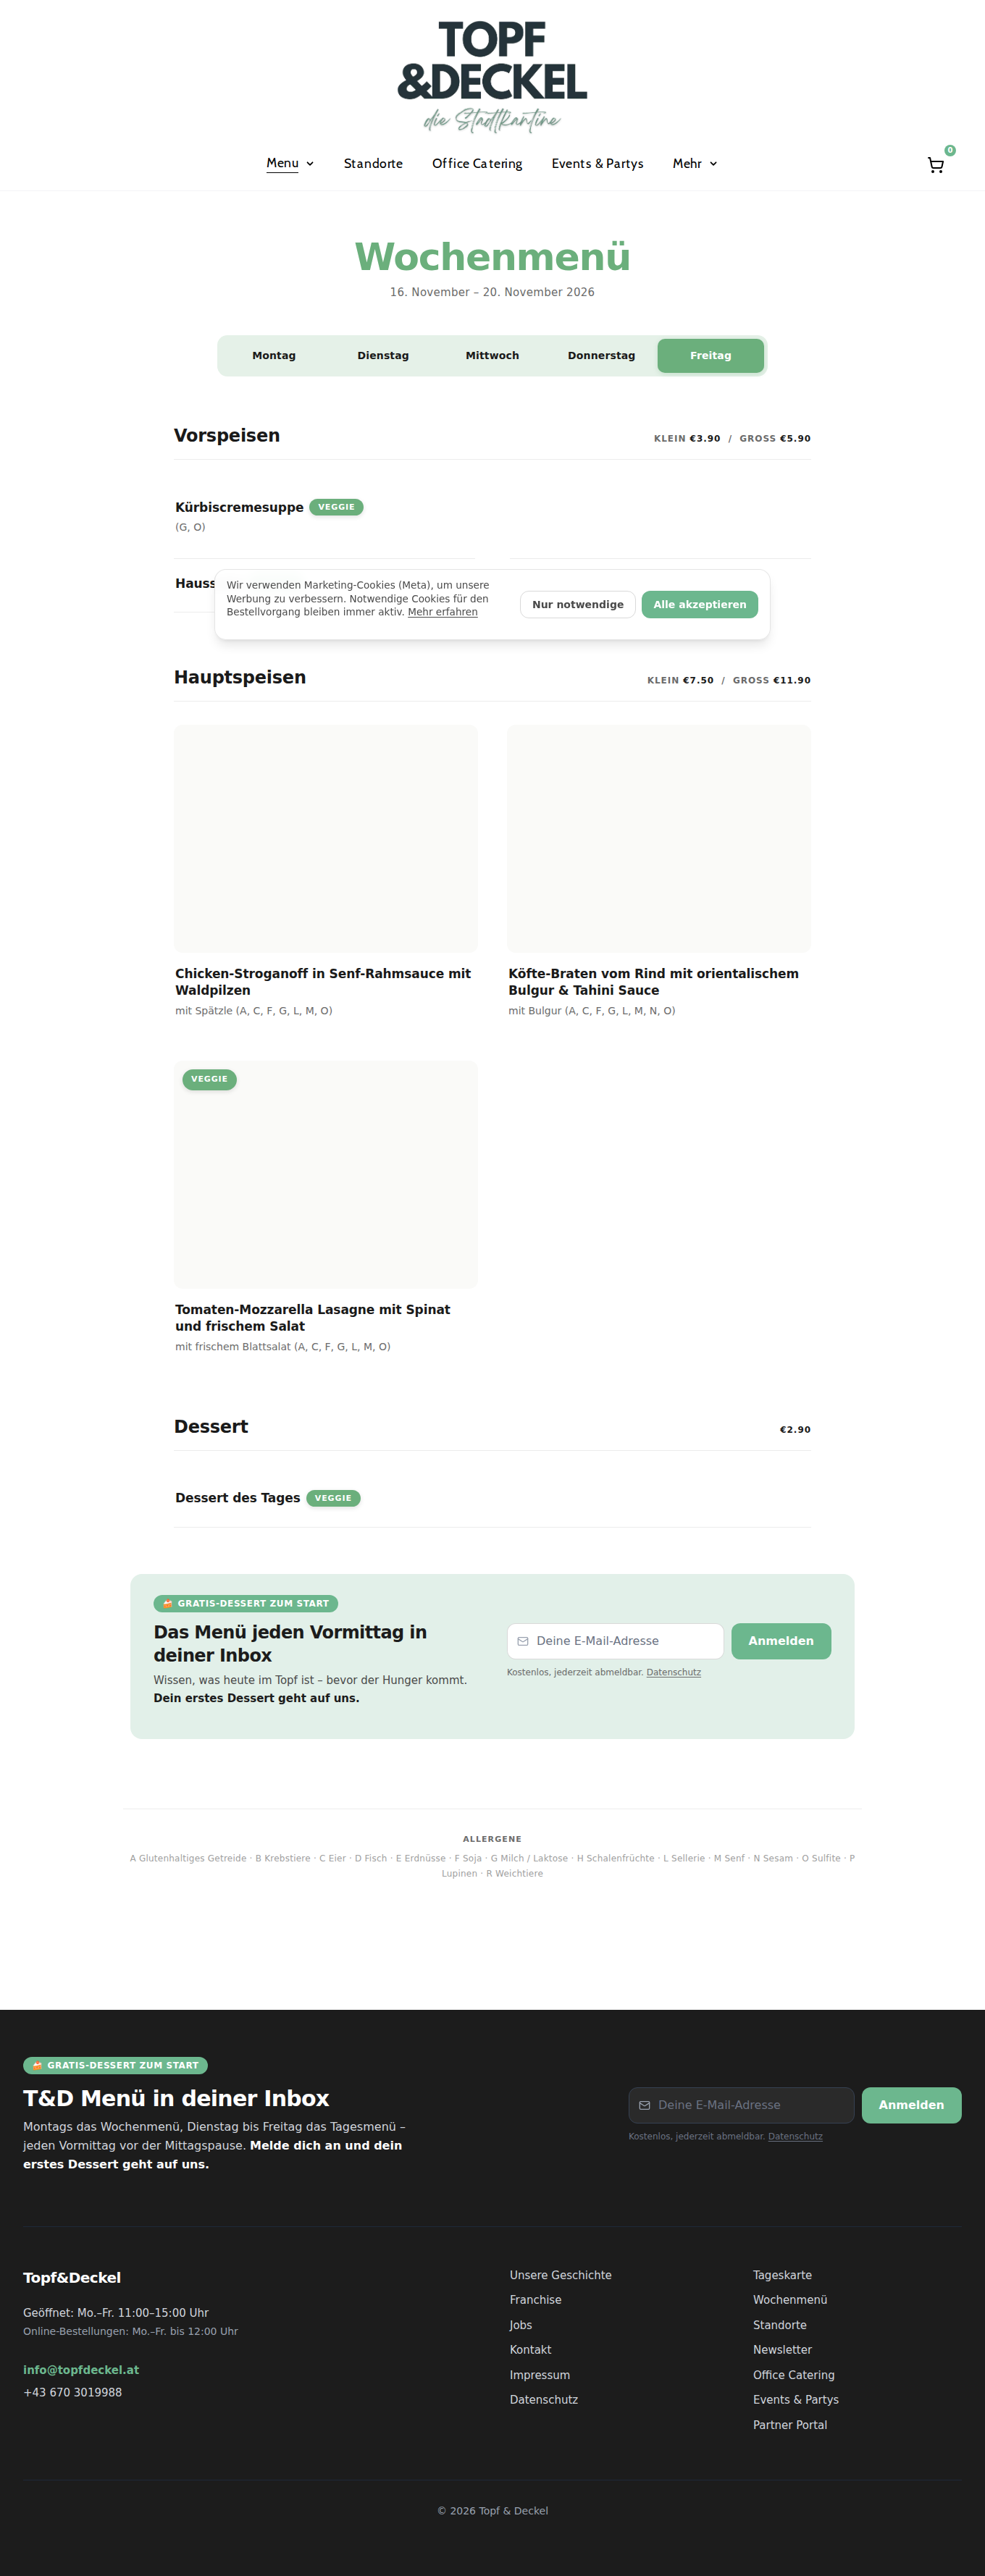 TOPF
&DECKEL
die Stadtkantine
Menu
Standorte
Office Catering
Events & Partys
Mehr
0
Wochenmenü
16. November – 20. November 2026
Montag
Dienstag
Mittwoch
Donnerstag
Freitag
Vorspeisen
KLEIN €3.90 / GROSS €5.90
Kürbiscremesuppe VEGGIE
(G, O)
Wir verwenden Marketing-Cookies (Meta), um unsere
Werbung zu verbessern. Notwendige Cookies für den
Bestellvorgang bleiben immer aktiv. Mehr erfahren
Nur notwendige
Alle akzeptieren
Hauptspeisen
KLEIN €7.50 / GROSS €11.90
Chicken-Stroganoff in Senf-Rahmsauce mit
Waldpilzen
mit Spätzle (A, C, F, G, L, M, O)
Köfte-Braten vom Rind mit orientalischem
Bulgur & Tahini Sauce
mit Bulgur (A, C, F, G, L, M, N, O)
VEGGIE
Tomaten-Mozzarella Lasagne mit Spinat
und frischem Salat
mit frischem Blattsalat (A, C, F, G, L, M, O)
Dessert
€2.90
Dessert des Tages VEGGIE
GRATIS-DESSERT ZUM START
Das Menü jeden Vormittag in
deiner Inbox
Wissen, was heute im Topf ist – bevor der Hunger kommt.
Dein erstes Dessert geht auf uns.
Deine E-Mail-Adresse
Anmelden
Kostenlos, jederzeit abmeldbar. Datenschutz
ALLERGENE
A Glutenhaltiges Getreide · B Krebstiere · C Eier · D Fisch · E Erdnüsse · F Soja · G Milch / Laktose · H Schalenfrüchte · L Sellerie · M Senf · N Sesam · O Sulfite · P
Lupinen · R Weichtiere
GRATIS-DESSERT ZUM START
T&D Menü in deiner Inbox
Montags das Wochenmenü, Dienstag bis Freitag das Tagesmenü –
jeden Vormittag vor der Mittagspause. Melde dich an und dein
erstes Dessert geht auf uns.
Deine E-Mail-Adresse
Anmelden
Kostenlos, jederzeit abmeldbar. Datenschutz
Topf&Deckel
Geöffnet: Mo.–Fr. 11:00–15:00 Uhr
Online-Bestellungen: Mo.–Fr. bis 12:00 Uhr
info@topfdeckel.at
+43 670 3019988
Unsere Geschichte
Franchise
Jobs
Kontakt
Impressum
Datenschutz
Tageskarte
Wochenmenü
Standorte
Newsletter
Office Catering
Events & Partys
Partner Portal
© 2026 Topf & Deckel